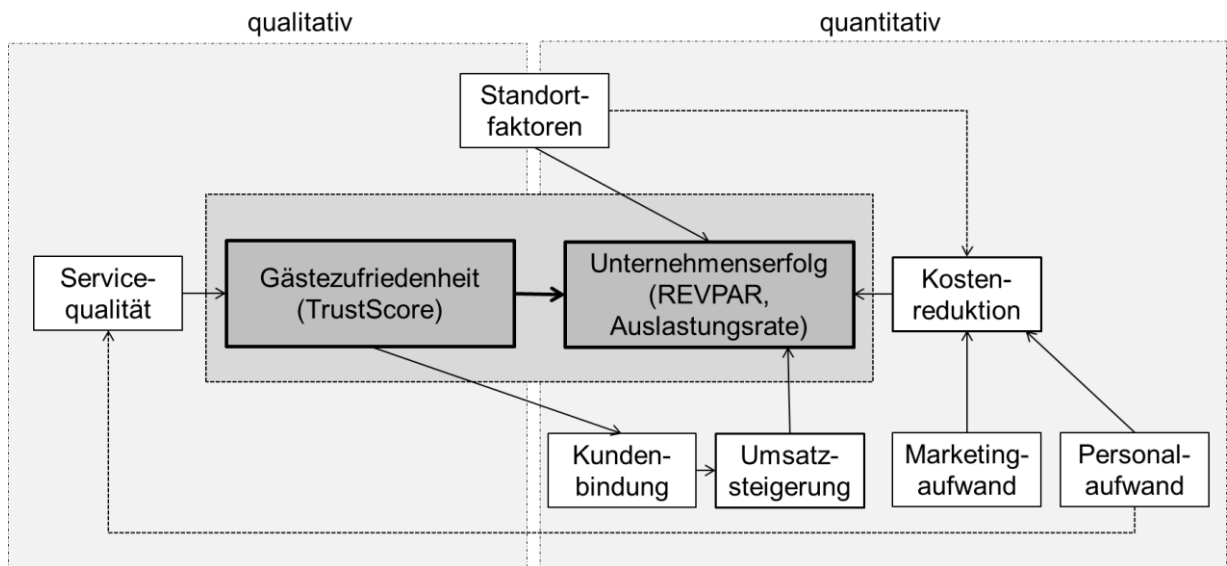 qualitativ
quantitativ
Standort-
faktoren
Service-
qualität
Gästezufriedenheit
(TrustScore)
Unternehmenserfolg
(REVPAR,
Auslastungsrate)
Kosten-
reduktion
Kunden-
bindung
Umsatz-
steigerung
Marketing-
aufwand
Personal-
aufwand